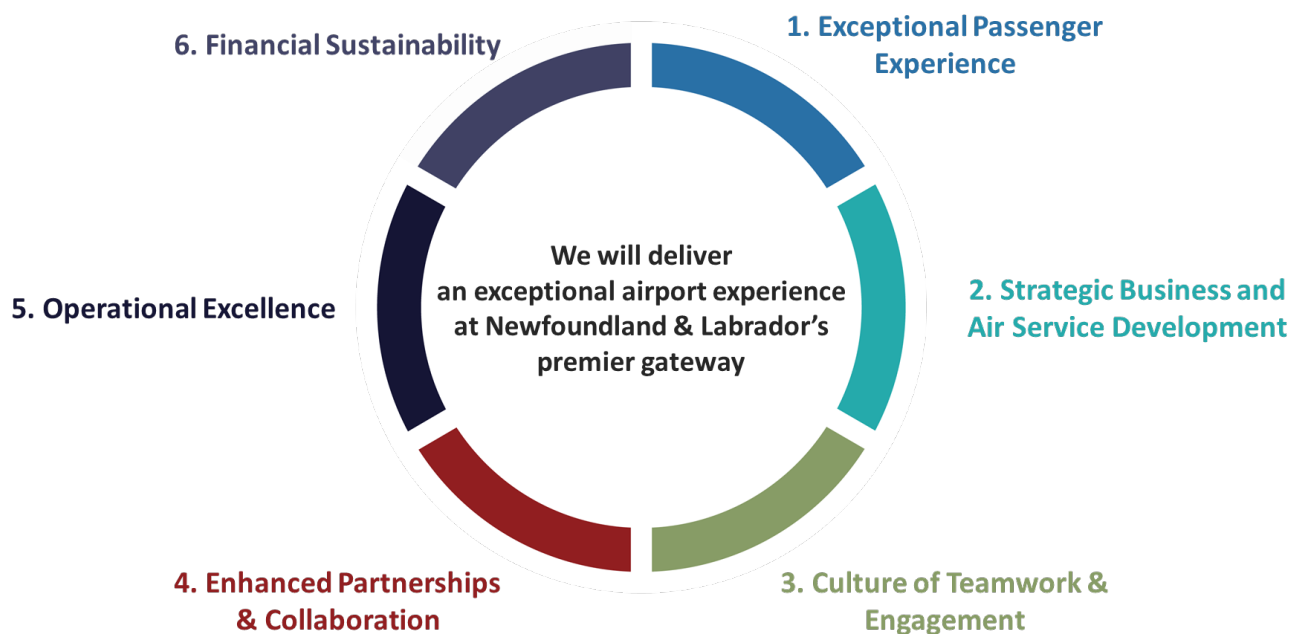 1. Exceptional Passenger
Experience
2. Strategic Business and
Air Service Development
3. Culture of Teamwork &
Engagement
4. Enhanced Partnerships
& Collaboration
5. Operational Excellence
6. Financial Sustainability
We will deliver
an exceptional airport experience
at Newfoundland & Labrador’s
premier gateway